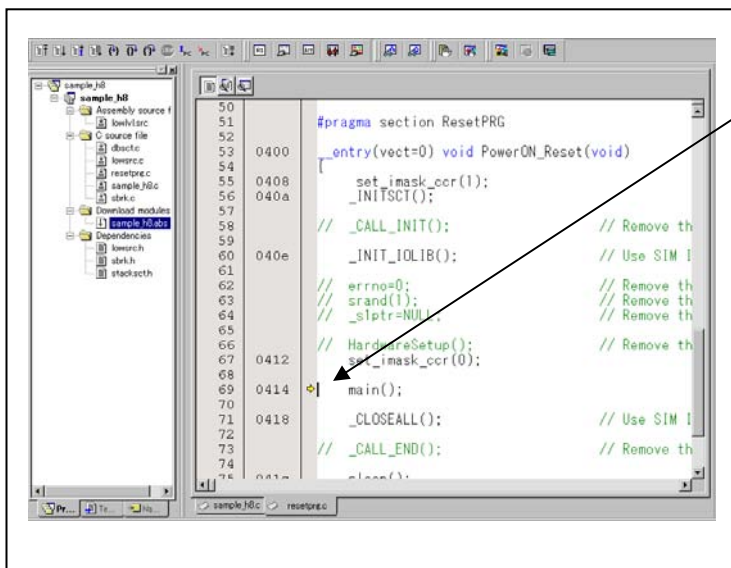 sample_h8
sample_h8
Assembly source f
lowlvl.src
C source file
dbsct.c
lowsrc.c
resetprg.c
sample_h8.c
sbrk.c
Download modules
sample_h8.abs
Dependencies
lowsrc.h
sbrk.h
stacksct.h
Pr...
Te...
Na...
50
51 #pragma section ResetPRG
52
53 0400 __entry(vect=0) void PowerON_Reset(void)
54 {
55 0408 set_imask_ccr(1);
56 040a _INITSCT();
57
58 // _CALL_INIT(); // Remove th
59
60 040e _INIT_IOLIB(); // Use SIM I
61
62 // errno=0; // Remove th
63 // srand(1); // Remove th
64 // _s1ptr=NULL; // Remove th
65
66 // HardwareSetup(); // Remove th
67 0412 set_imask_ccr(0);
68
69 0414 main();
70
71 0418 _CLOSEALL(); // Use SIM I
72
73 // _CALL_END(); // Remove th
74
75 sleep();
sample_h8.c
resetprg.c